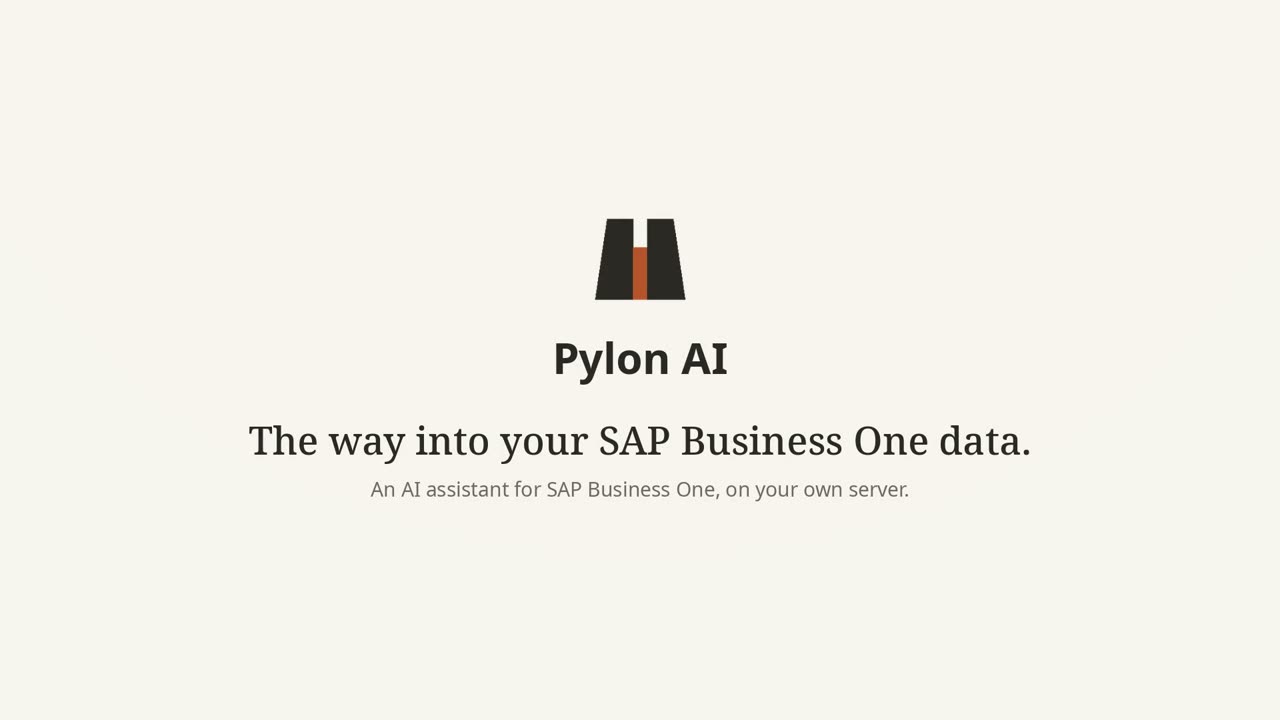 Pylon AI
The way into your SAP Business One data.
An AI assistant for SAP Business One, on your own server.